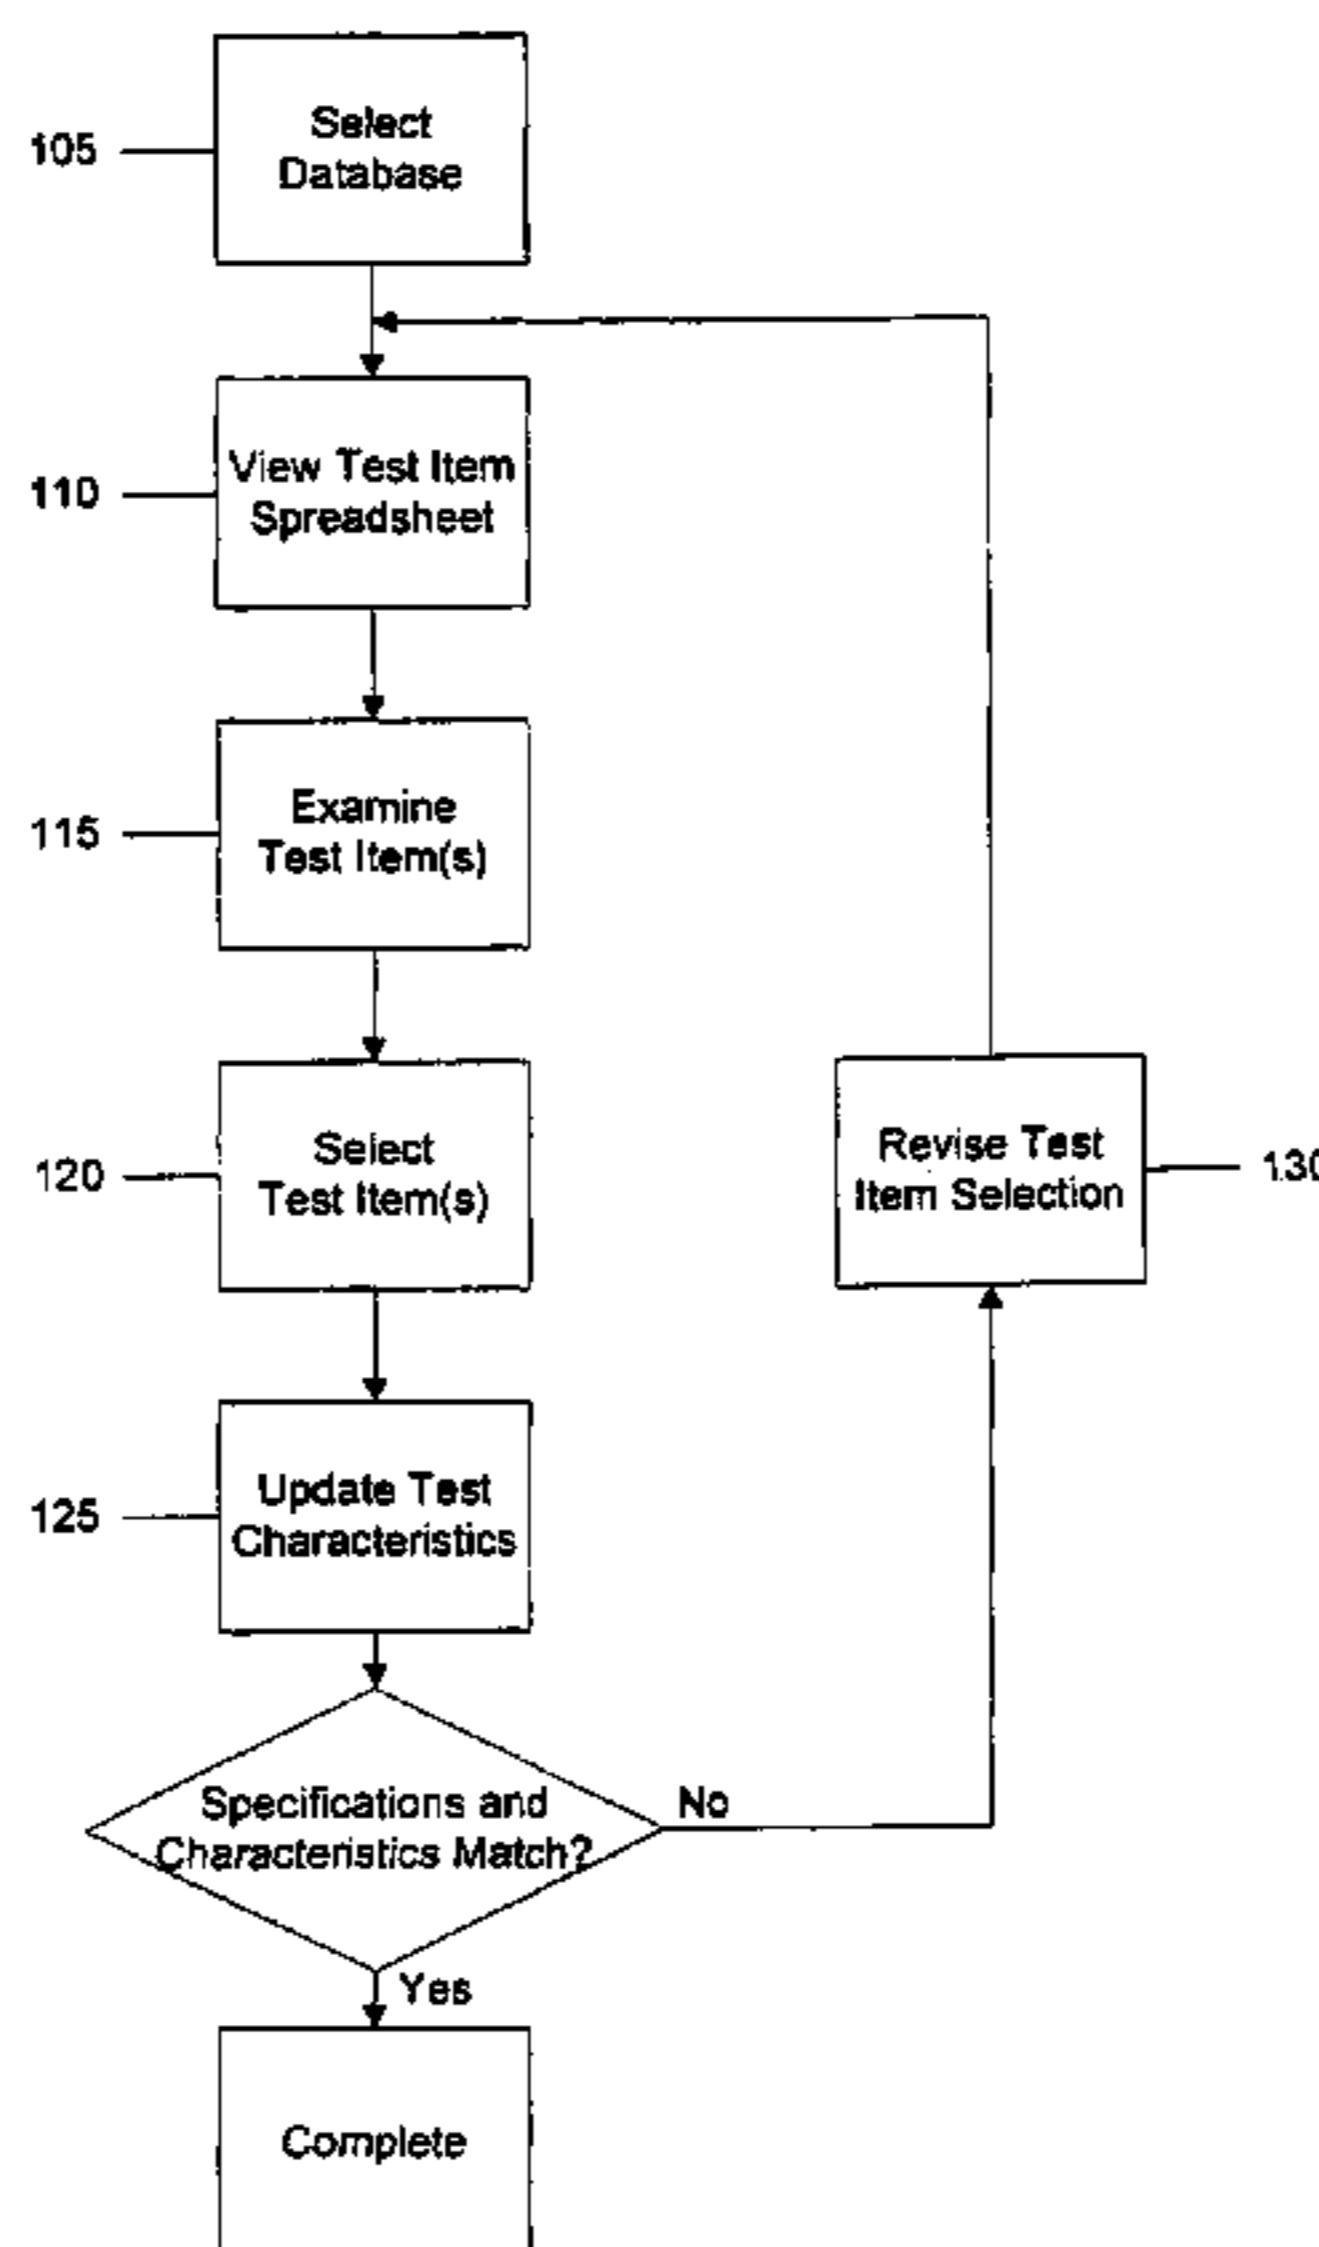 105
Select
Database
110
View Test Item
Spreadsheet
115
Examine
Test Item(s)
120
Select
Test Item(s)
Revise Test
Item Selection
130
125
Update Test
Characteristics
Specifications and
Characteristics Match?
No
Yes
Complete